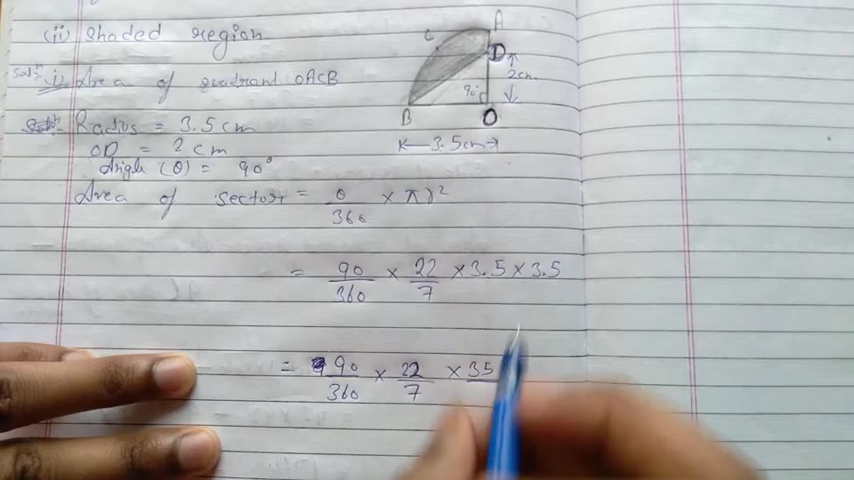 (ii) Shaded region
A
C
D
2cm
90°
B
O
3.5cm
Solⁿ i) Area of quadrant OACB
Radius = 3.5 cm
OD = 2 cm
Angle (θ) = 90°
Area of sector = θ/360 × πr²
= 90/360 × 22/7 × 3.5 × 3.5
= 90/360 × 22/7 × 35